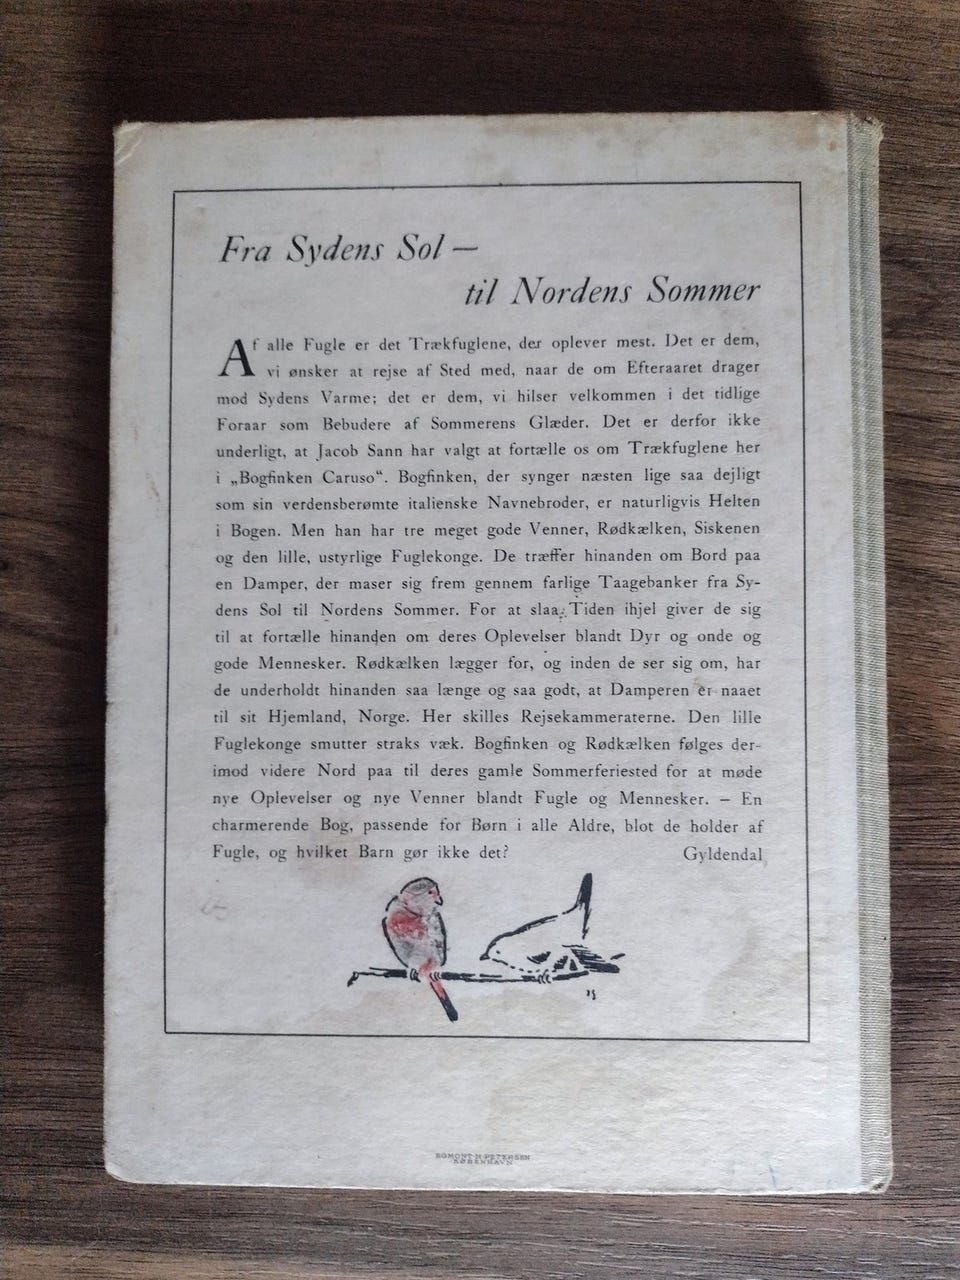 Fra Sydens Sol —
til Nordens Sommer
Af alle Fugle er det Trækfuglene, der oplever mest. Det er dem,
vi ønsker at rejse af Sted med, naar de om Efteraaret drager
mod Sydens Varme; det er dem, vi hilser velkommen i det tidlige
Foraar som Bebudere af Sommerens Glæder. Det er derfor ikke
underligt, at Jacob Sann har valgt at fortælle os om Trækfuglene her
i „Bogfinken Caruso“. Bogfinken, der synger næsten lige saa dejligt
som sin verdensberømte italienske Navnebroder, er naturligvis Helten
i Bogen. Men han har tre meget gode Venner, Rødkælken, Siskenen
og den lille, ustyrlige Fuglekonge. De træffer hinanden om Bord paa
en Damper, der maser sig frem gennem farlige Taagebanker fra Sy-
dens Sol til Nordens Sommer. For at slaa Tiden ihjel giver de sig
til at fortælle hinanden om deres Oplevelser blandt Dyr og onde og
gode Mennesker. Rødkælken lægger for, og inden de ser sig om, har
de underholdt hinanden saa længe og saa godt, at Damperen er naaet
til sit Hjemland, Norge. Her skilles Rejsekammeraterne. Den lille
Fuglekonge smutter straks væk. Bogfinken og Rødkælken følges der-
imod videre Nord paa til deres gamle Sommerferiested for at møde
nye Oplevelser og nye Venner blandt Fugle og Mennesker. — En
charmerende Bog, passende for Børn i alle Aldre, blot de holder af
Fugle, og hvilket Barn gør ikke det? Gyldendal
EGMONT H. PETERSEN
KØBENHAVN